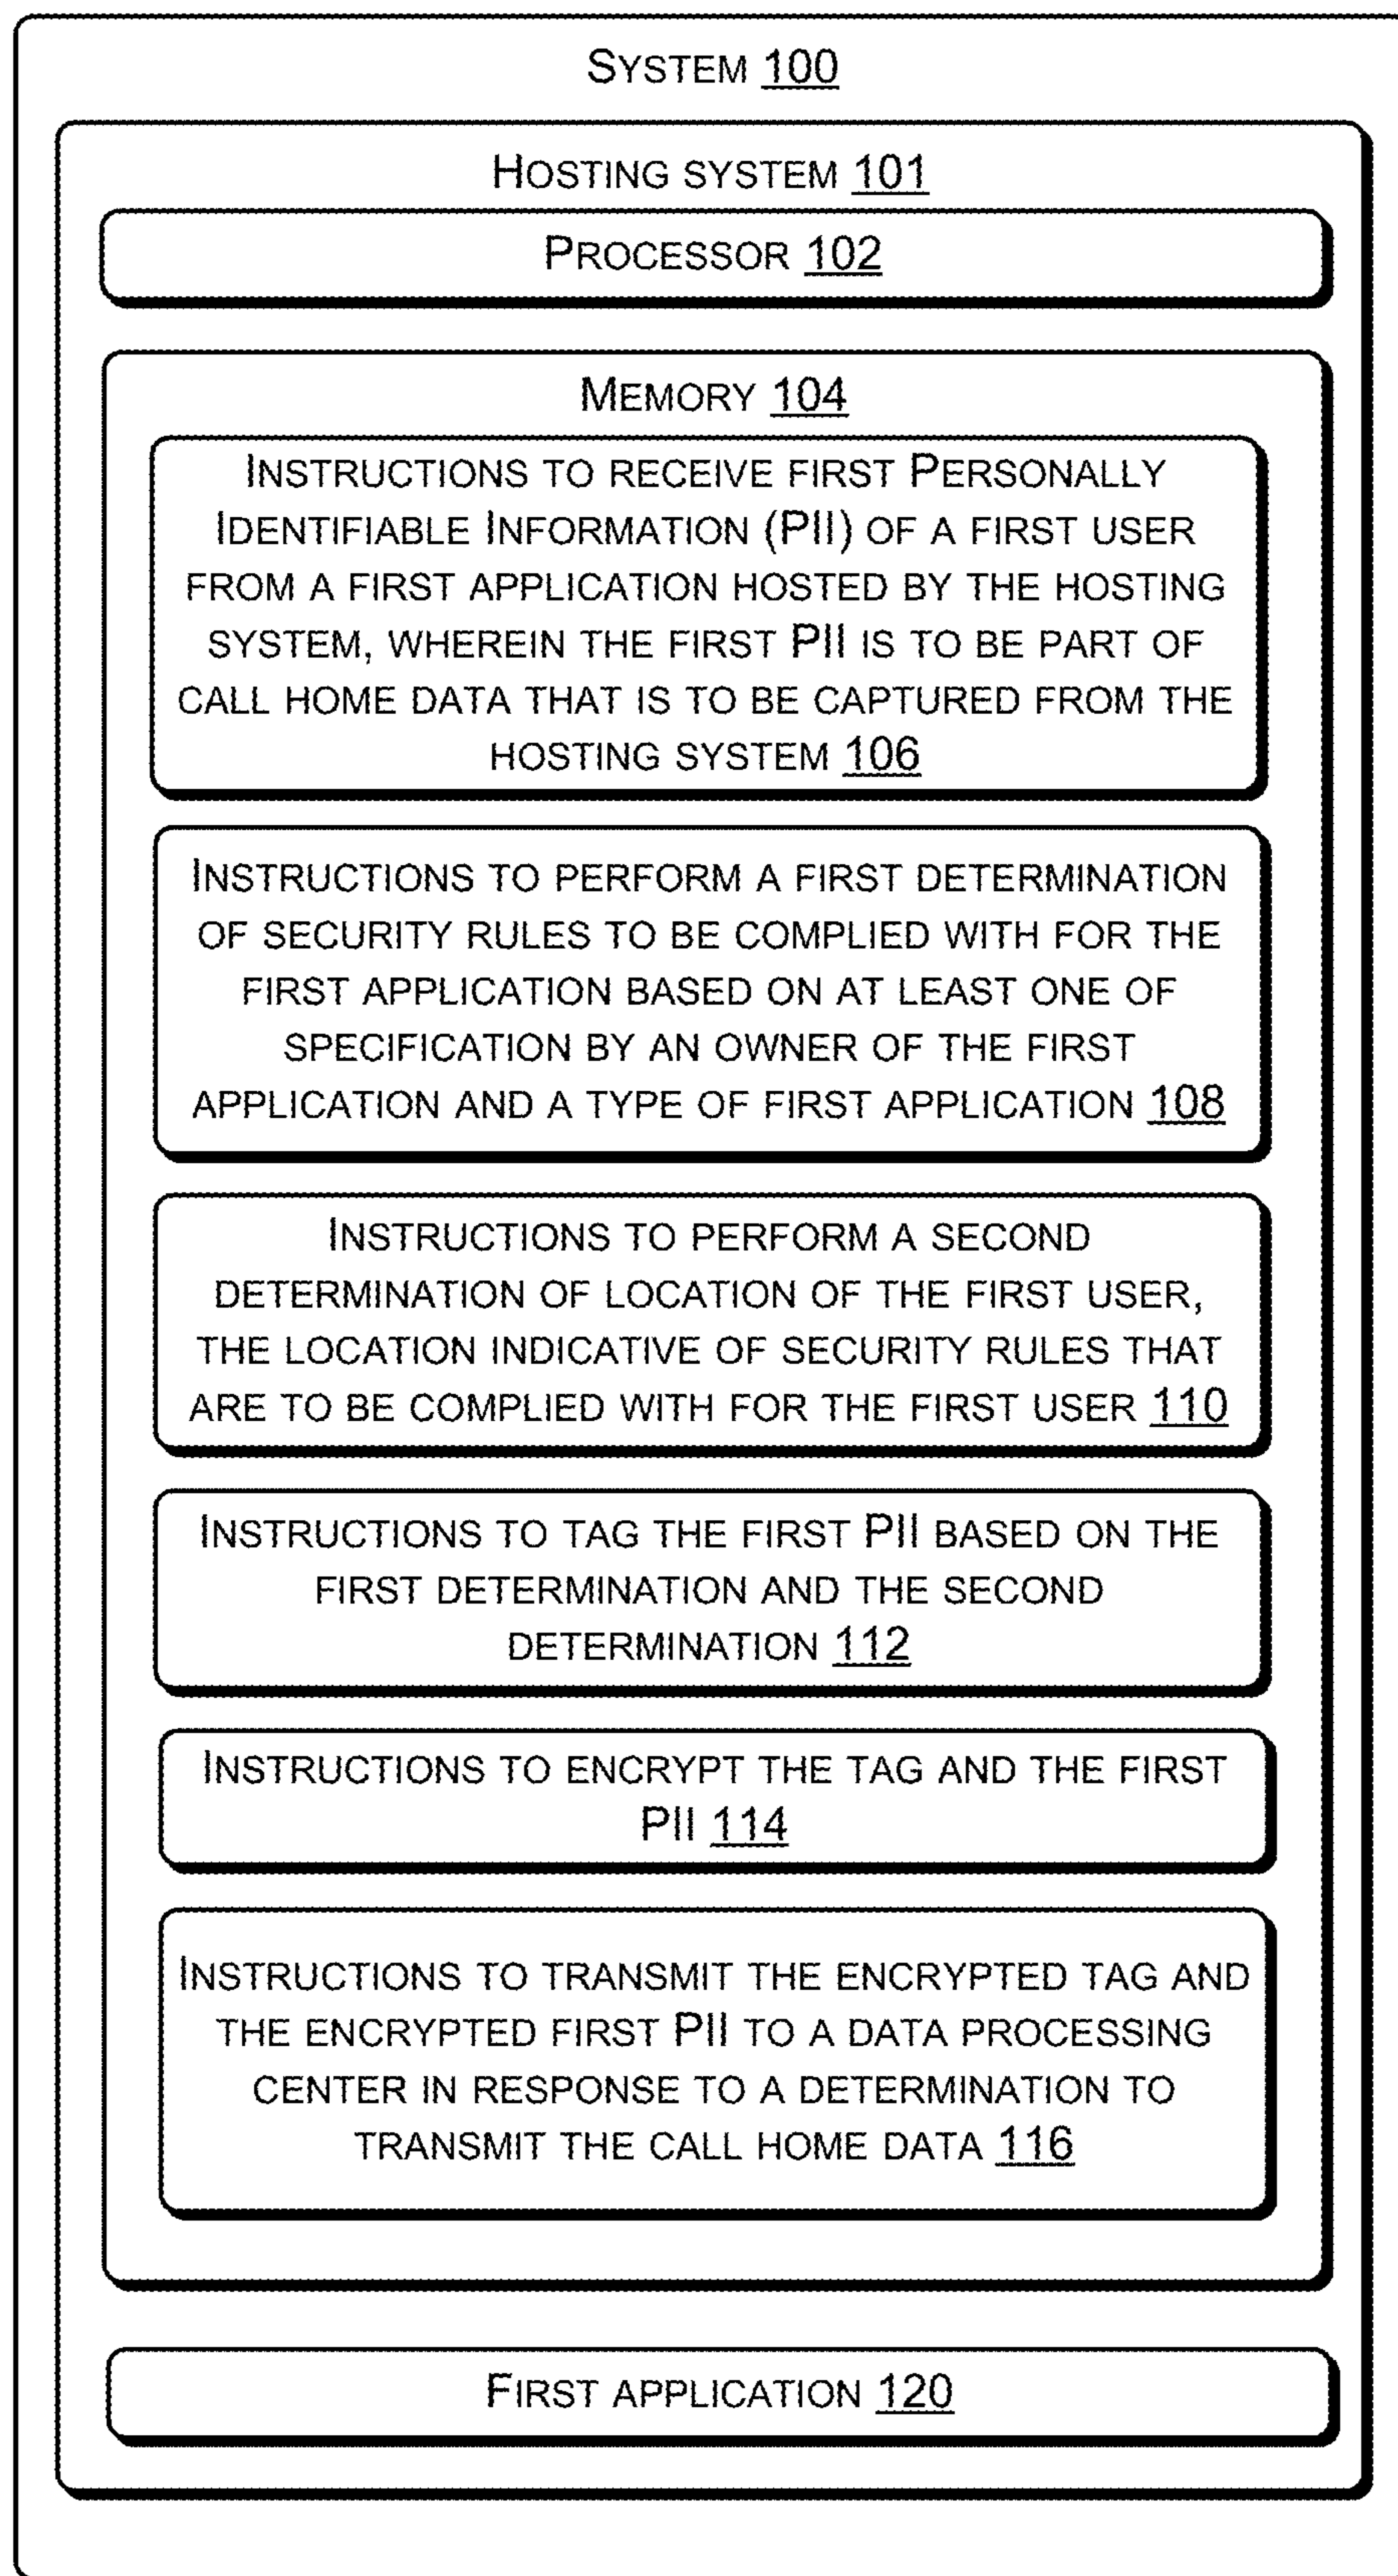 SYSTEM 100
HOSTING SYSTEM 101
PROCESSOR 102
MEMORY 104
INSTRUCTIONS TO RECEIVE FIRST PERSONALLY
IDENTIFIABLE INFORMATION (PII) OF A FIRST USER
FROM A FIRST APPLICATION HOSTED BY THE HOSTING
SYSTEM, WHEREIN THE FIRST PII IS TO BE PART OF
CALL HOME DATA THAT IS TO BE CAPTURED FROM THE
HOSTING SYSTEM 106
INSTRUCTIONS TO PERFORM A FIRST DETERMINATION
OF SECURITY RULES TO BE COMPLIED WITH FOR THE
FIRST APPLICATION BASED ON AT LEAST ONE OF
SPECIFICATION BY AN OWNER OF THE FIRST
APPLICATION AND A TYPE OF FIRST APPLICATION 108
INSTRUCTIONS TO PERFORM A SECOND
DETERMINATION OF LOCATION OF THE FIRST USER,
THE LOCATION INDICATIVE OF SECURITY RULES THAT
ARE TO BE COMPLIED WITH FOR THE FIRST USER 110
INSTRUCTIONS TO TAG THE FIRST PII BASED ON THE
FIRST DETERMINATION AND THE SECOND
DETERMINATION 112
INSTRUCTIONS TO ENCRYPT THE TAG AND THE FIRST
PII 114
INSTRUCTIONS TO TRANSMIT THE ENCRYPTED TAG AND
THE ENCRYPTED FIRST PII TO A DATA PROCESSING
CENTER IN RESPONSE TO A DETERMINATION TO
TRANSMIT THE CALL HOME DATA 116
FIRST APPLICATION 120